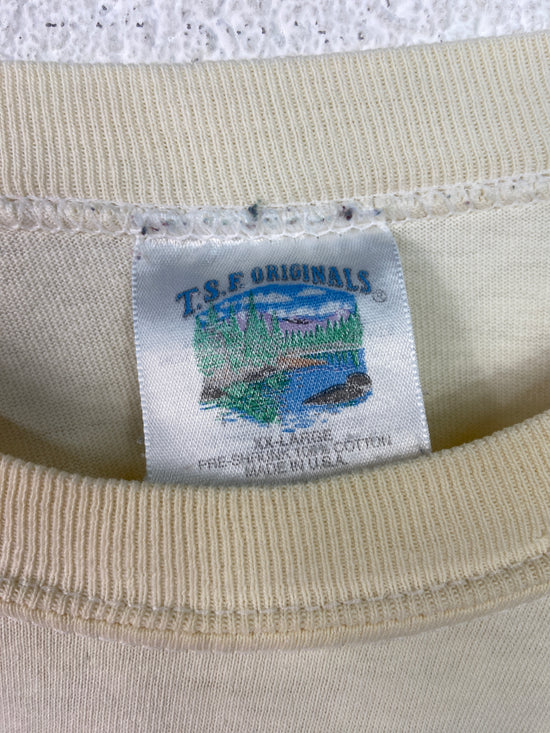 T.S.F. ORIGINALS ®
XX-LARGE
PRE-SHRUNK 100% COTTON
MADE IN U.S.A.